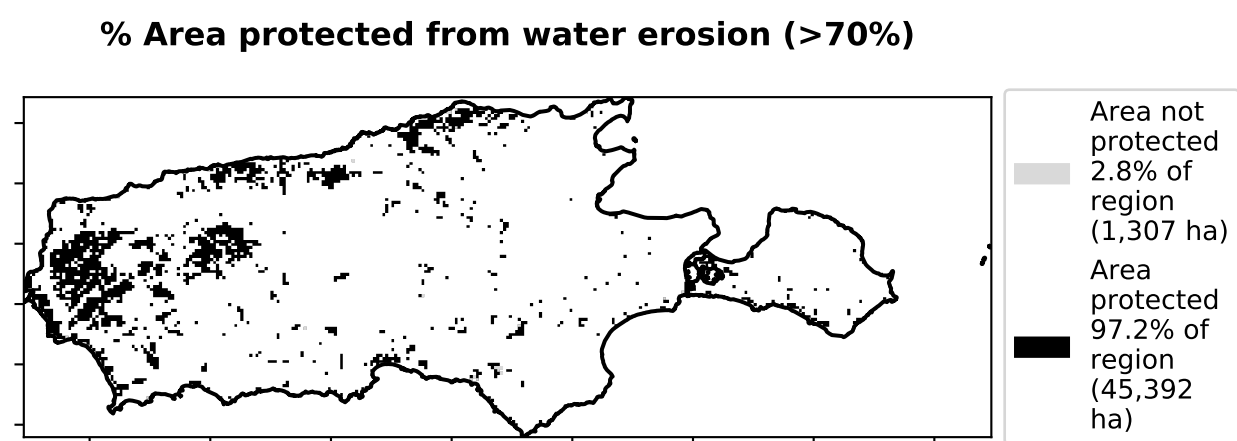 % Area protected from water erosion (>70%)
Area not
protected
2.8% of
region
(1,307 ha)
Area
protected
97.2% of
region
(45,392
ha)